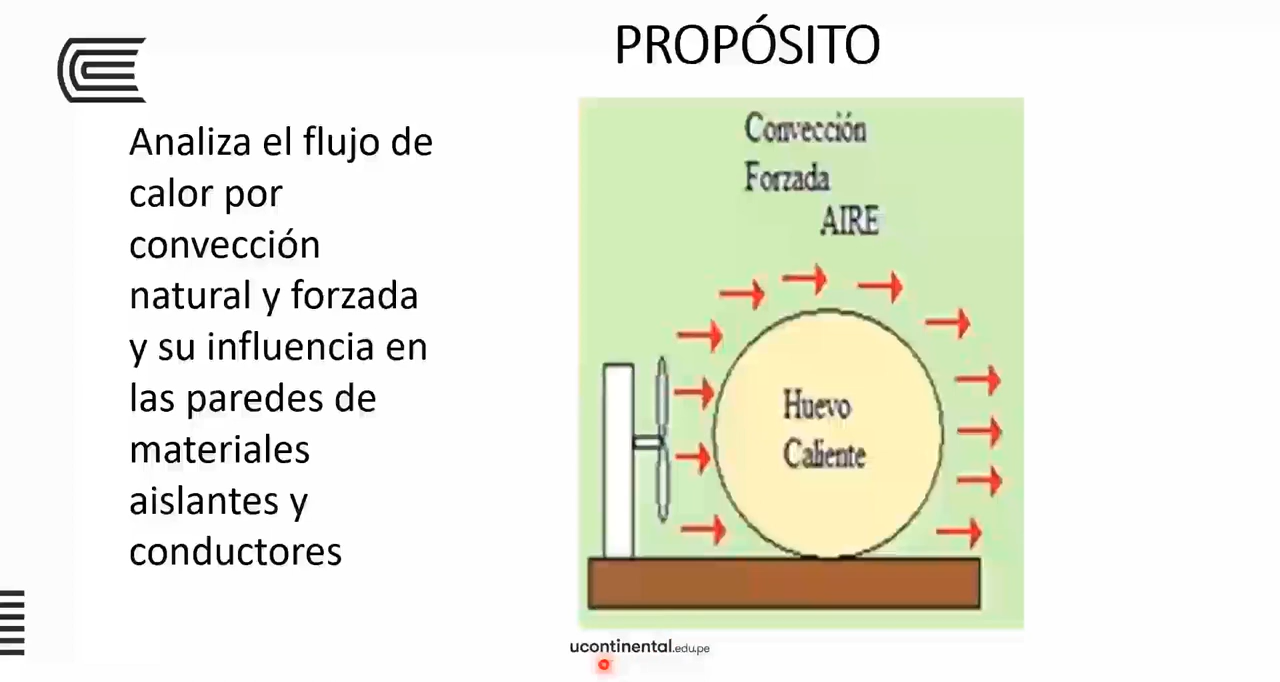 PROPÓSITO
Analiza el flujo de
calor por
convección
natural y forzada
y su influencia en
las paredes de
materiales
aislantes y
conductores
Convección
Forzada
AIRE
Huevo
Caliente
ucontinental.edu.pe